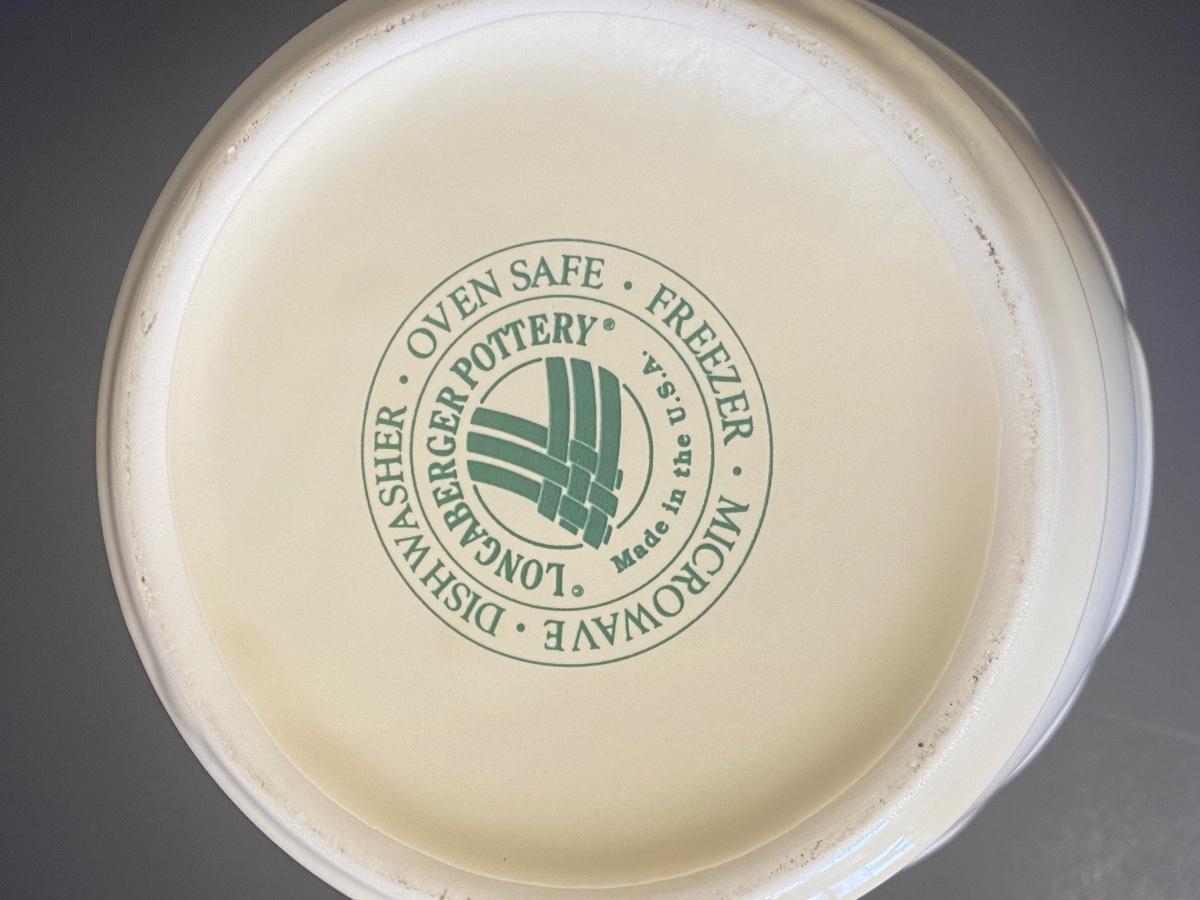 OVEN SAFE · FREEZER · MICROWAVE · DISHWASHER ·
©LONGABERGER POTTERY®
Made in the U.S.A.